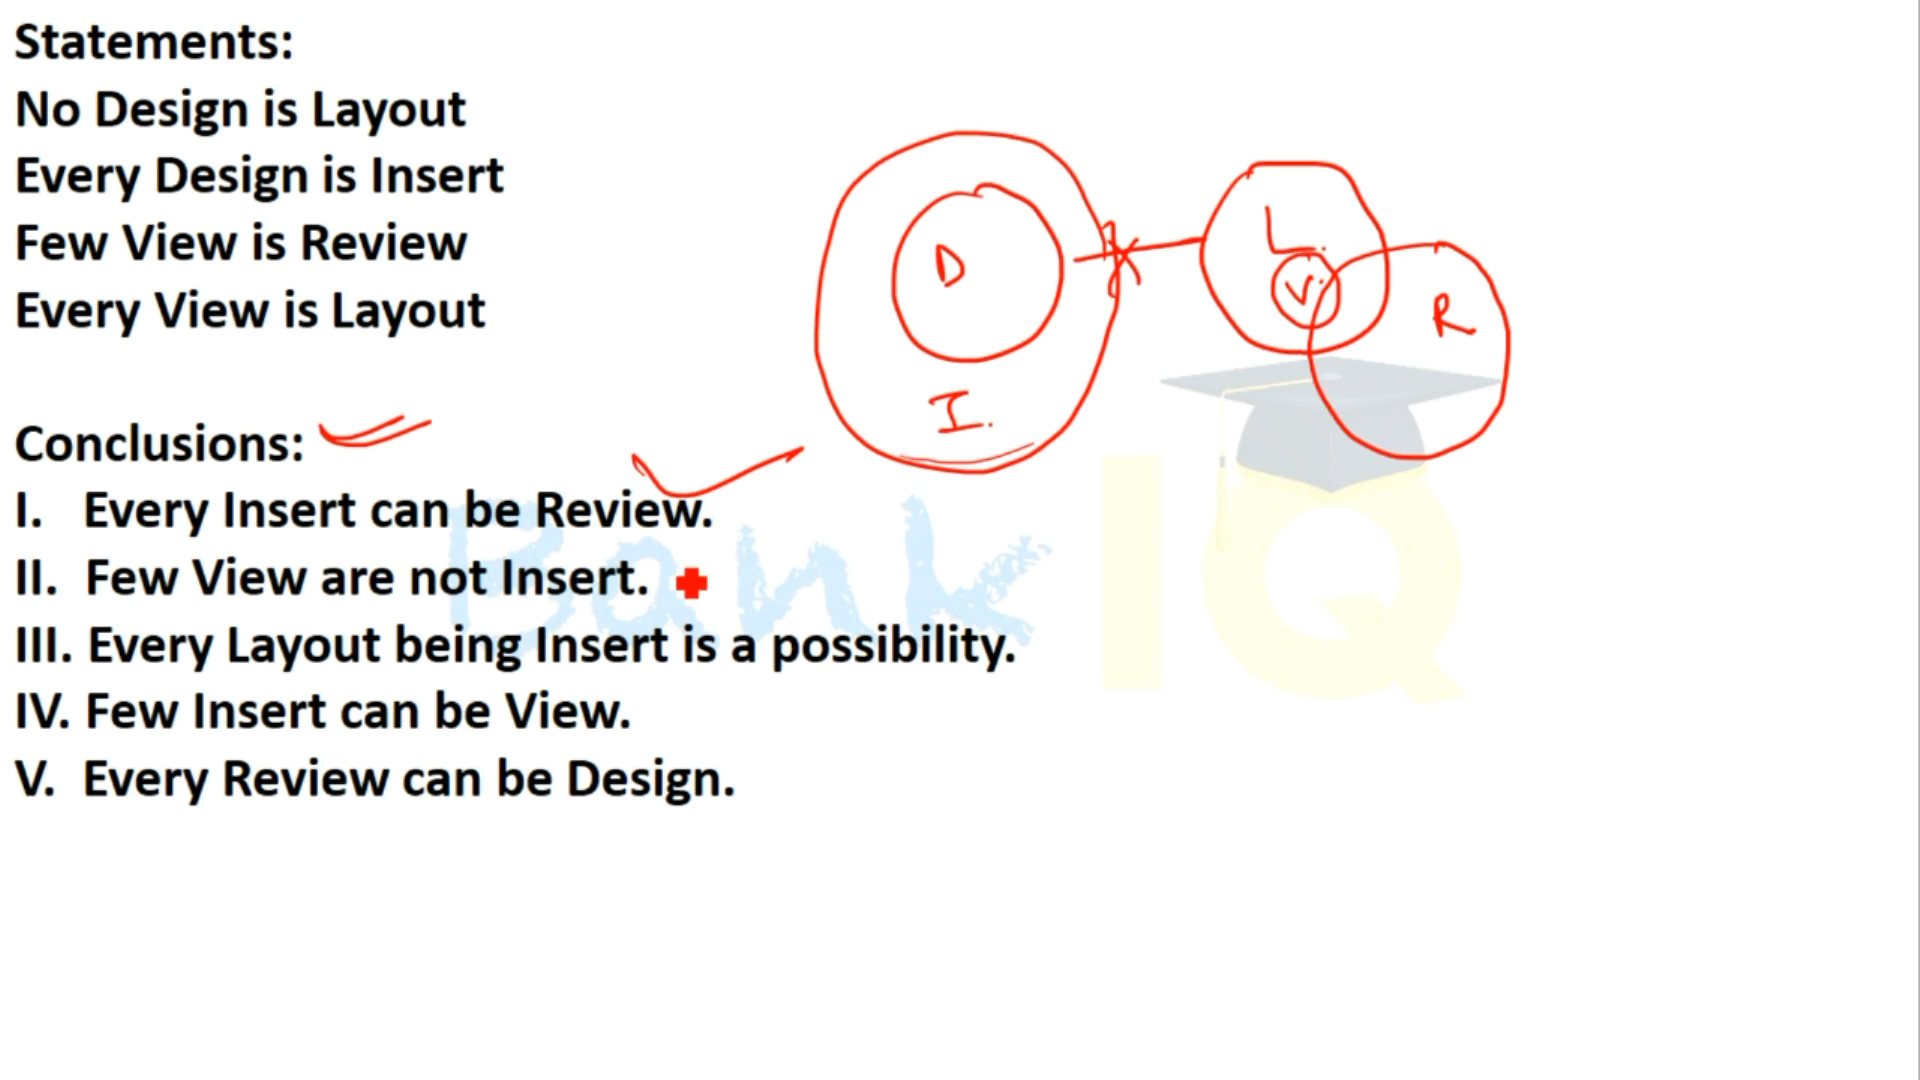 Statements:
No Design is Layout
Every Design is Insert
Few View is Review
Every View is Layout
Conclusions:
I. Every Insert can be Review.
II. Few View are not Insert.
III. Every Layout being Insert is a possibility.
IV. Few Insert can be View.
V. Every Review can be Design.
D
I.
L
V
R
Bank IQ